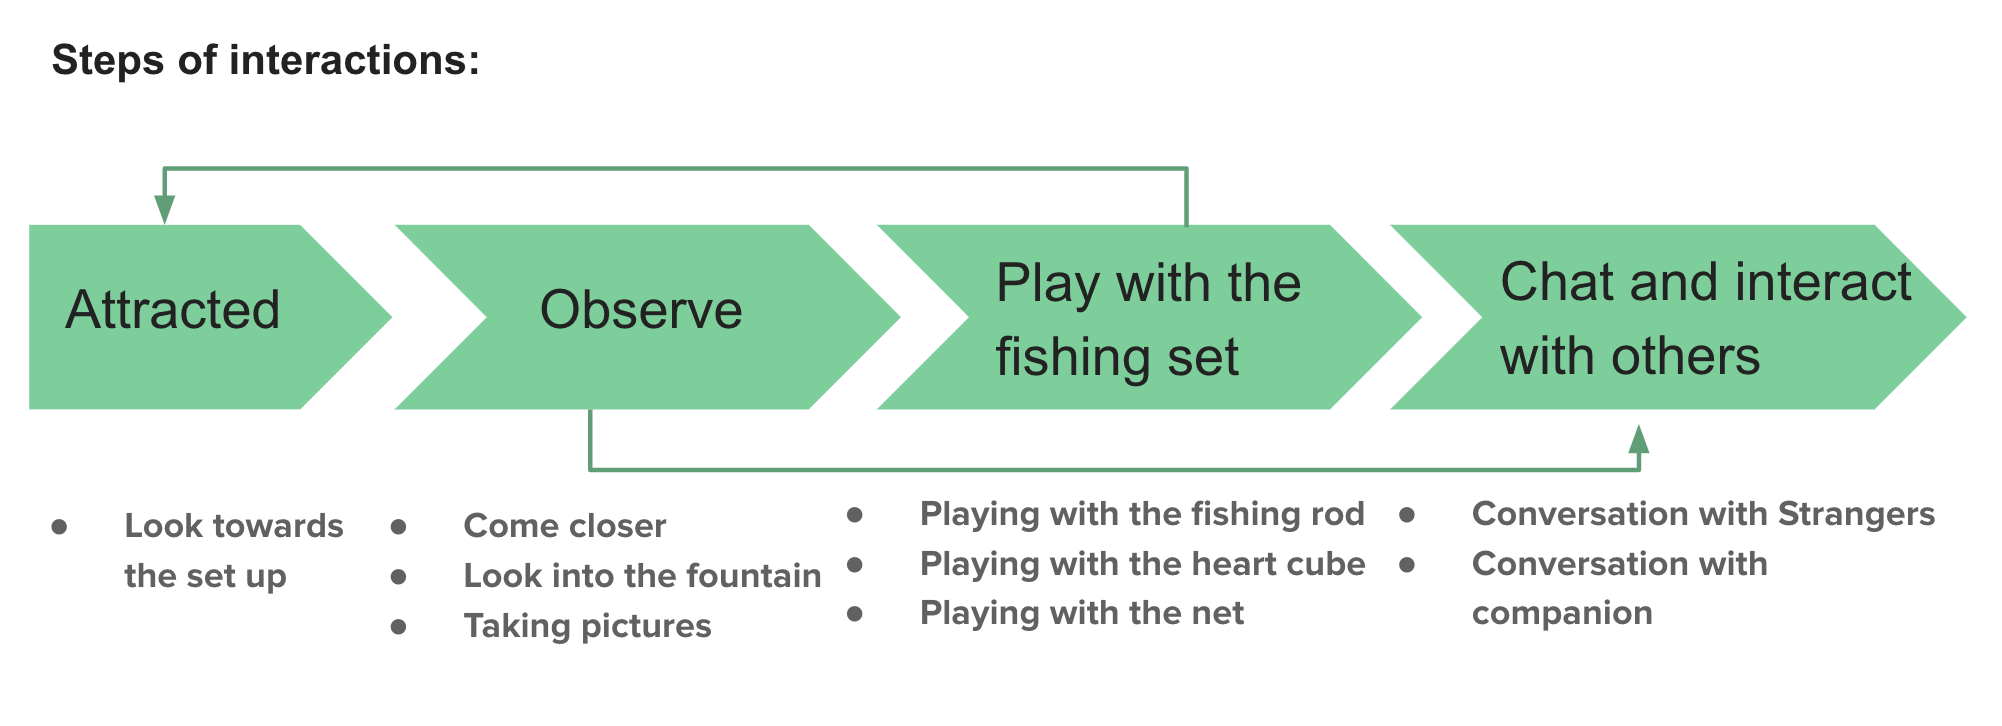 Steps of interactions:
Attracted
Observe
Play with the
fishing set
Chat and interact
with others
● Look towards
the set up
● Come closer
● Look into the fountain
● Taking pictures
● Playing with the fishing rod
● Playing with the heart cube
● Playing with the net
● Conversation with Strangers
● Conversation with
companion